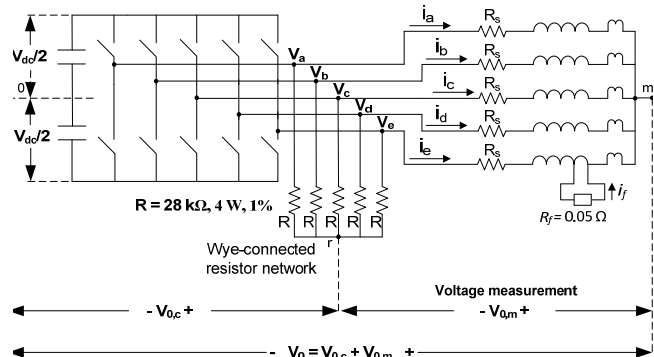 V_dc/2
0
V_dc/2
V_a
V_b
V_c
V_d
V_e
i_a
R_s
i_b
R_s
i_c
R_s
m
i_d
R_s
i_e
R_s
i_f
R_f = 0.05 Ω
R = 28 kΩ, 4 W, 1%
R R R R R
r
Wye-connected
resistor network
Voltage measurement
- V_0,c +
- V_0,m +
- V_0 = V_0,c + V_0,m +